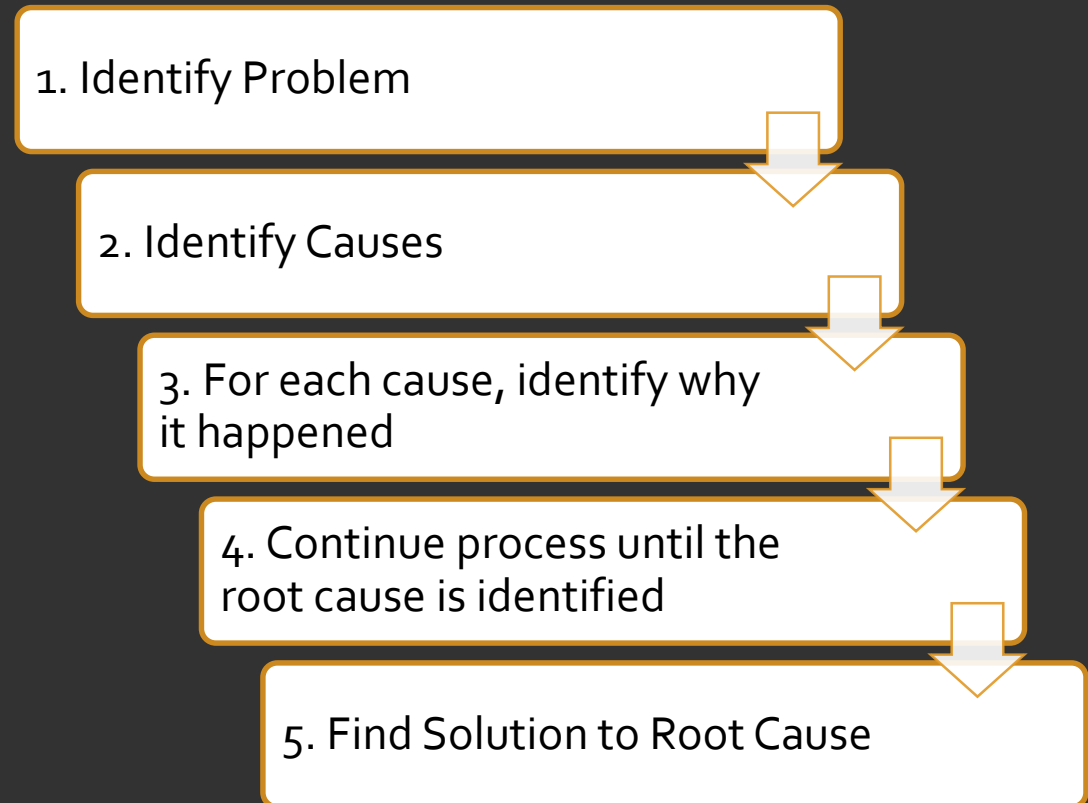 1. Identify Problem
2. Identify Causes
3. For each cause, identify why
it happened
4. Continue process until the
root cause is identified
5. Find Solution to Root Cause